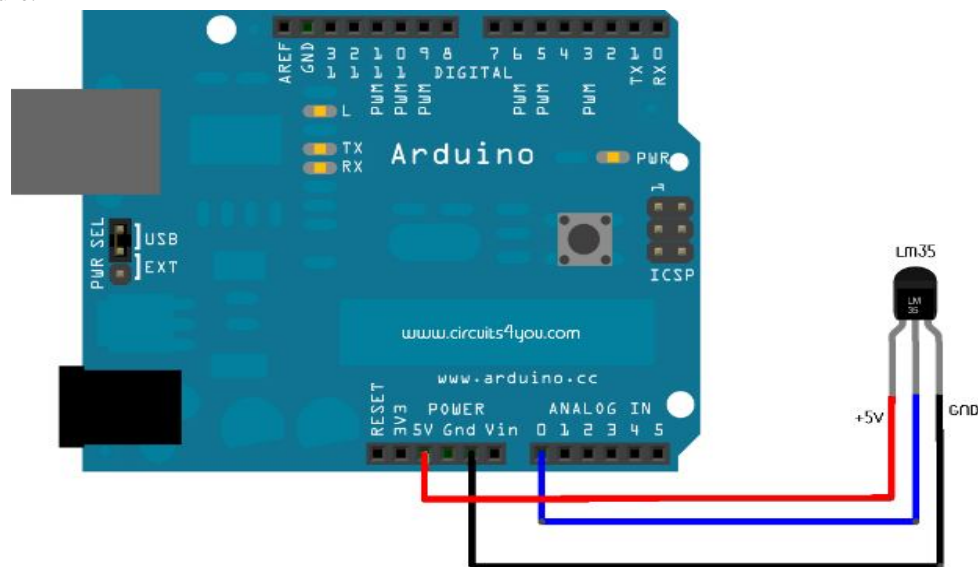 AREF
GND
13
12
PWM 11
PWM 10
PWM 9
8
7
PWM 6
PWM 5
4
PWM 3
2
TX 1
RX 0
DIGITAL
L
TX
RX
Arduino
PWR
1
ICSP
PWR SEL
USB
EXT
LM35
LM
35
www.circuits4you.com
www.arduino.cc
POWER
ANALOG IN
RESET
3V3
5V Gnd Vin
0 1 2 3 4 5
+5V
GND